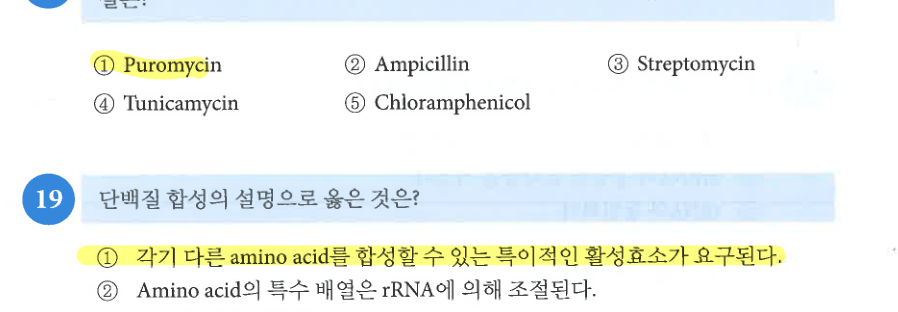 ① Puromycin ② Ampicillin ③ Streptomycin
④ Tunicamycin ⑤ Chloramphenicol
19 단백질 합성의 설명으로 옳은 것은?
① 각기 다른 amino acid를 합성할 수 있는 특이적인 활성효소가 요구된다.
② Amino acid의 특수 배열은 rRNA에 의해 조절된다.